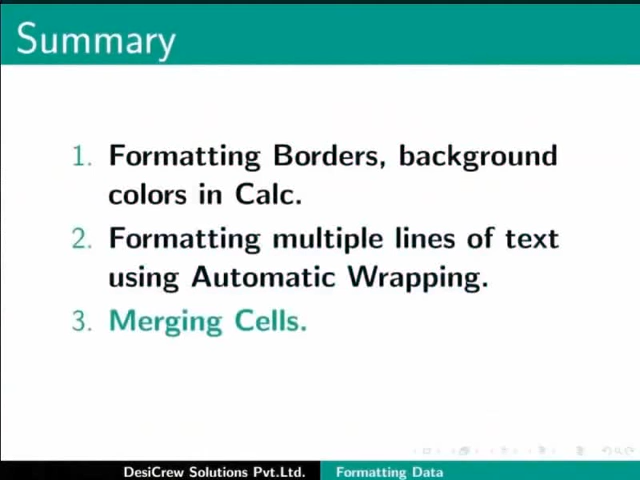 Summary
1. Formatting Borders, background
colors in Calc.
2. Formatting multiple lines of text
using Automatic Wrapping.
3. Merging Cells.
DesiCrew Solutions Pvt.Ltd. Formatting Data